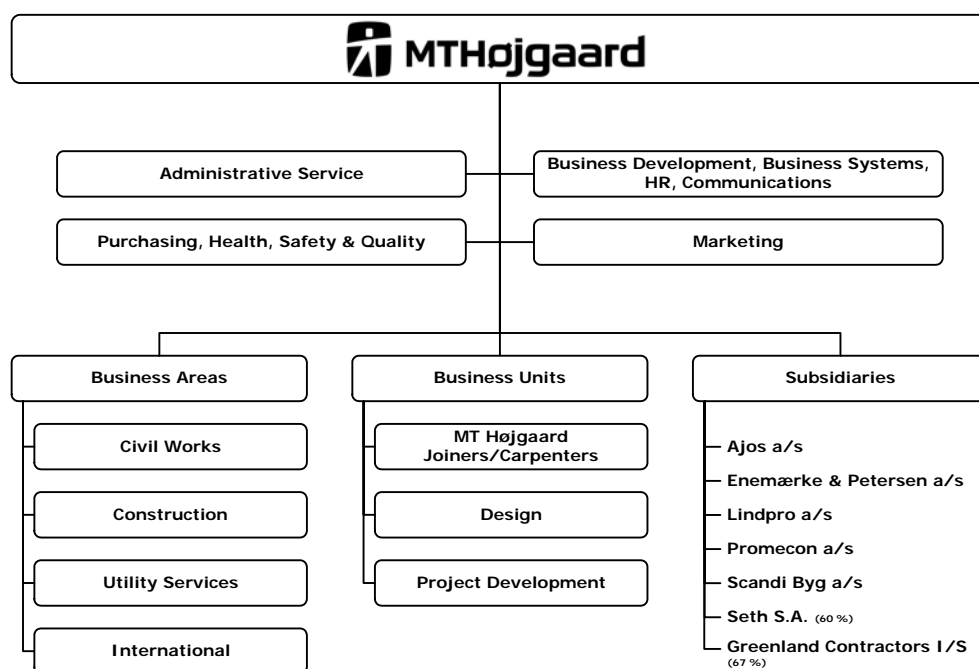 MTHøjgaard
Administrative Service
Business Development, Business Systems,
HR, Communications
Purchasing, Health, Safety & Quality
Marketing
Business Areas
Civil Works
Construction
Utility Services
International
Business Units
MT Højgaard
Joiners/Carpenters
Design
Project Development
Subsidiaries
Ajos a/s
Enemærke & Petersen a/s
Lindpro a/s
Promecon a/s
Scandi Byg a/s
Seth S.A. (60 %)
Greenland Contractors I/S
(67 %)